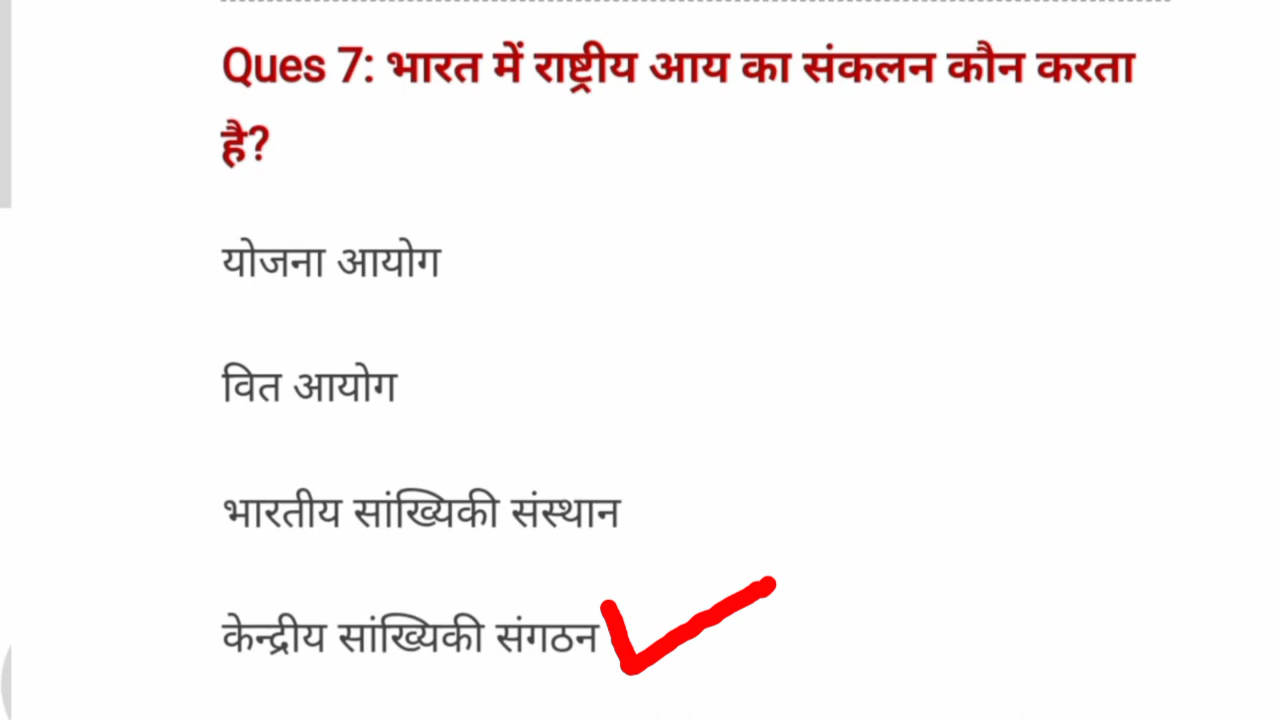 Ques 7: भारत में राष्ट्रीय आय का संकलन कौन करता
है?
योजना आयोग
वित आयोग
भारतीय सांख्यिकी संस्थान
केन्द्रीय सांख्यिकी संगठन